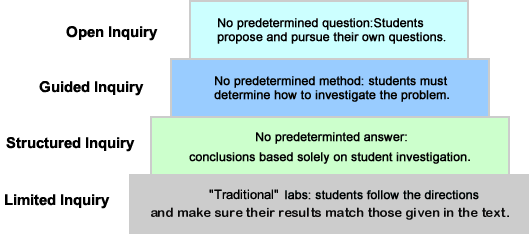 Open Inquiry
No predetermined question:Students
propose and pursue their own questions.
Guided Inquiry
No predetermined method: students must
determine how to investigate the problem.
Structured Inquiry
No predeterminted answer:
conclusions based solely on student investigation.
Limited Inquiry
"Traditional" labs: students follow the directions
and make sure their results match those given in the text.